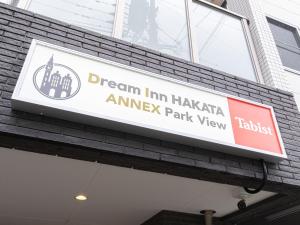 Dream Inn HAKATA
ANNEX Park View
Tabist